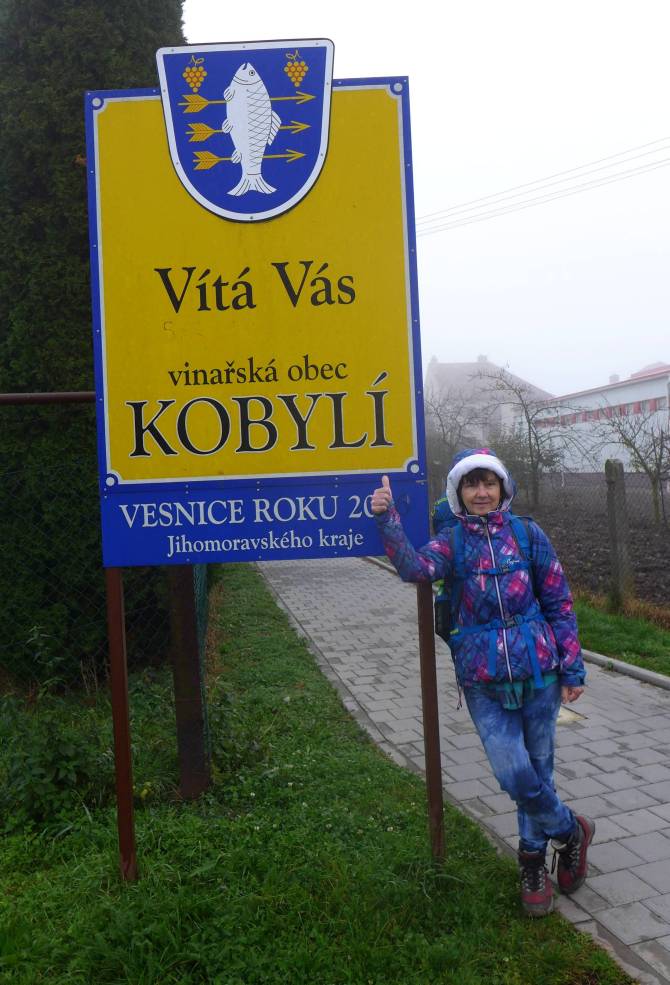 Vítá Vás
vinařská obec
KOBYLÍ
VESNICE ROKU 20
Jihomoravského kraje